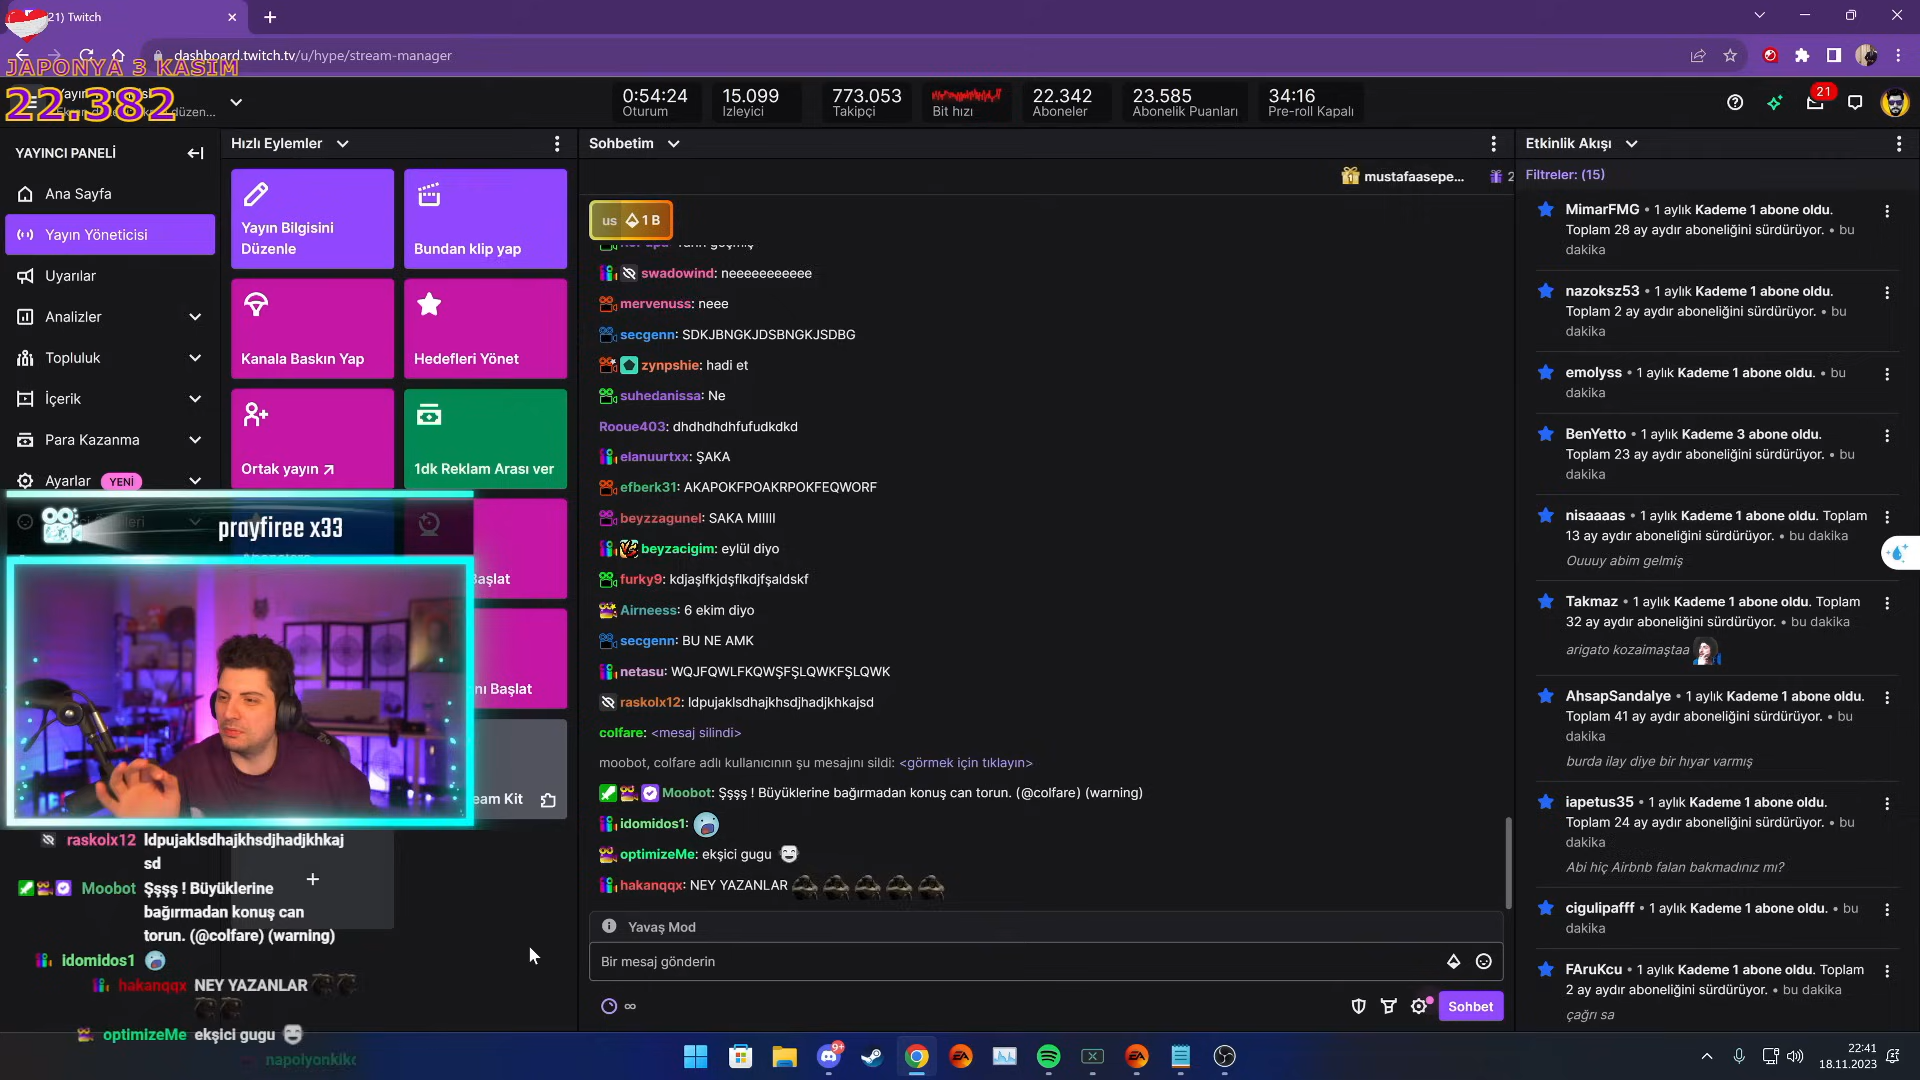 21) Twitch
dashboard.twitch.tv/u/hype/stream-manager
JAPONYA 3 KASIM
22.382
0:54:24
Oturum
15.099
İzleyici
773.053
Takipçi
Bit hızı
22.342
Aboneler
23.585
Abonelik Puanları
34:16
Pre-roll Kapalı
21
YAYINCI PANELİ
Ana Sayfa
Yayın Yöneticisi
Uyarılar
Analizler
Topluluk
İçerik
Para Kazanma
Ayarlar YENİ
Hızlı Eylemler
Yayın Bilgisini
Düzenle
Bundan klip yap
Kanala Baskın Yap
Hedefleri Yönet
Ortak yayın
1dk Reklam Arası ver
prayfiree x33
raskolx12 ldpujaklsdhajkhsdjhadjkhkaj
sd
Moobot Şşşş ! Büyüklerine
bağırmadan konuş can
torun. (@colfare) (warning)
idomidos1
hakanqqx NEY YAZANLAR
optimizeMe ekşici gugu
Sohbetim
mustafaasepe...
us 1 B
swadowind: neeeeeeeeeee
mervenuss: neee
secgenn: SDKJBNGKJDSBNGKJSDBG
zynpshie: hadi et
suhedanissa: Ne
Rooue403: dhdhdhdhfufudkdkd
elanuurtxx: ŞAKA
efberk31: AKAPOKFPOAKRPOKFEQWORF
beyzzagunel: SAKA MIIIII
beyzacigim: eylül diyo
furky9: kdjaşlfkjdşflkdjfşaldskf
Airneess: 6 ekim diyo
secgenn: BU NE AMK
netasu: WQJFQWLFKQWŞFŞLQWKFŞLQWK
raskolx12: ldpujaklsdhajkhsdjhadjkhkajsd
colfare: <mesaj silindi>
moobot, colfare adlı kullanıcının şu mesajını sildi: <görmek için tıklayın>
Moobot: Şşşş ! Büyüklerine bağırmadan konuş can torun. (@colfare) (warning)
idomidos1:
optimizeMe: ekşici gugu
hakanqqx: NEY YAZANLAR
Yavaş Mod
Bir mesaj gönderin
Sohbet
Etkinlik Akışı
Filtreler: (15)
MimarFMG • 1 aylık Kademe 1 abone oldu.
Toplam 28 ay aydır aboneliğini sürdürüyor. • bu
dakika
nazoksz53 • 1 aylık Kademe 1 abone oldu.
Toplam 2 ay aydır aboneliğini sürdürüyor. • bu
dakika
emolyss • 1 aylık Kademe 1 abone oldu. • bu
dakika
BenYetto • 1 aylık Kademe 3 abone oldu.
Toplam 23 ay aydır aboneliğini sürdürüyor. • bu
dakika
nisaaaas • 1 aylık Kademe 1 abone oldu. Toplam
13 ay aydır aboneliğini sürdürüyor. • bu dakika
Ouuuy abim gelmiş
Takmaz • 1 aylık Kademe 1 abone oldu. Toplam
32 ay aydır aboneliğini sürdürüyor. • bu dakika
arigato kozaimaştaa
AhsapSandalye • 1 aylık Kademe 1 abone oldu.
Toplam 41 ay aydır aboneliğini sürdürüyor. • bu
dakika
burda ilay diye bir hıyar varmış
iapetus35 • 1 aylık Kademe 1 abone oldu.
Toplam 24 ay aydır aboneliğini sürdürüyor. • bu
dakika
Abi hiç Airbnb falan bakmadınız mı?
cigulipafff • 1 aylık Kademe 1 abone oldu. • bu
dakika
FAruKcu • 1 aylık Kademe 1 abone oldu. Toplam
2 ay aydır aboneliğini sürdürüyor. • bu dakika
çağrı sa
22:41
18.11.2023